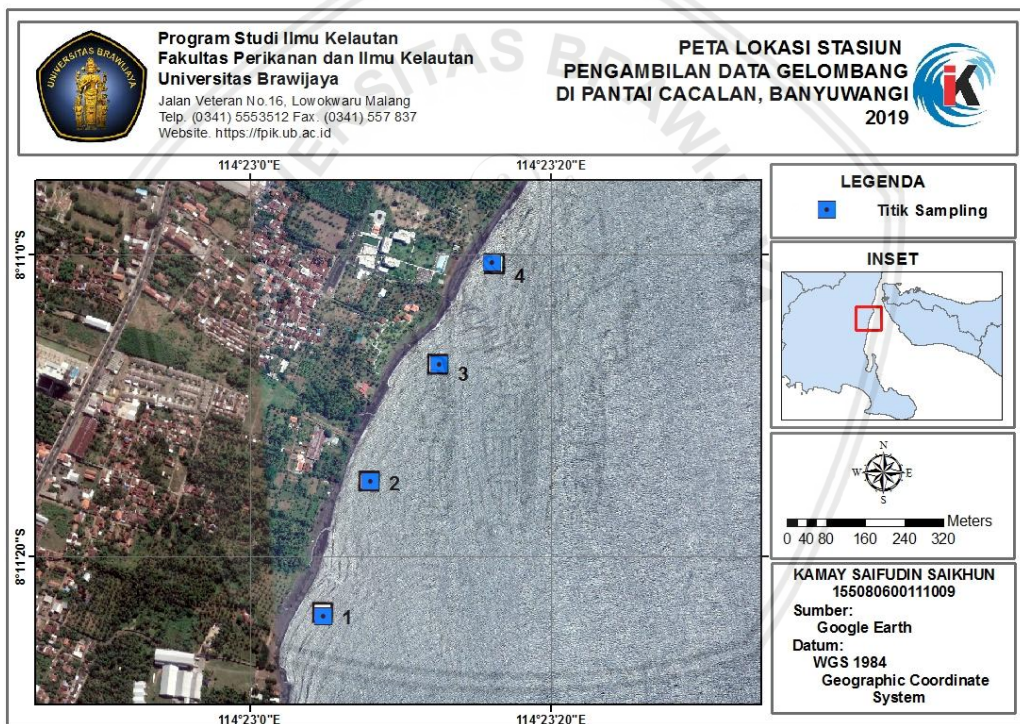 UNIVERSITAS BRAWIJAYA
Program Studi Ilmu Kelautan
Fakultas Perikanan dan Ilmu Kelautan
Universitas Brawijaya
Jalan Veteran No.16, Lowokwaru Malang
Telp. (0341) 5553512 Fax. (0341) 557 837
Website. https://fpik.ub.ac.id
PETA LOKASI STASIUN
PENGAMBILAN DATA GELOMBANG
DI PANTAI CACALAN, BANYUWANGI
2019
iK
114°23'0"E
114°23'20"E
8°11'0"S
8°11'20"S
4
3
2
1
114°23'0"E
114°23'20"E
LEGENDA
Titik Sampling
INSET
N
W E
S
Meters
0 40 80 160 240 320
KAMAY SAIFUDIN SAIKHUN
155080600111009
Sumber:
Google Earth
Datum:
WGS 1984
Geographic Coordinate
System